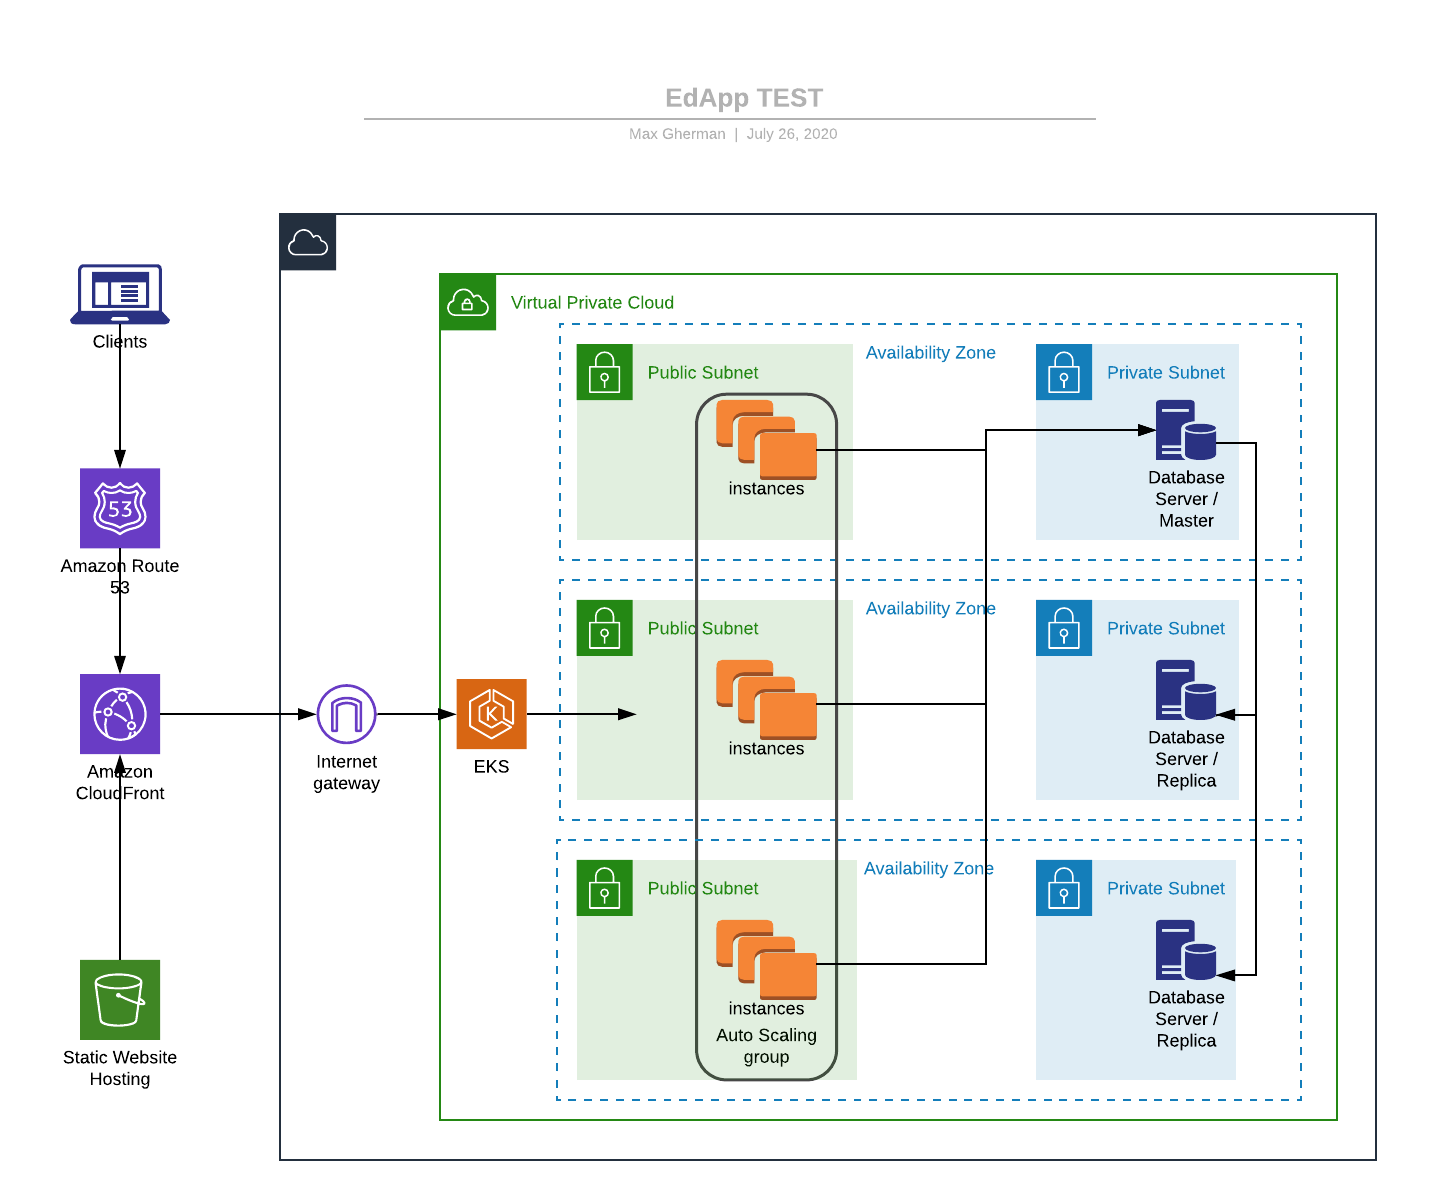 EdApp TEST
Max Gherman | July 26, 2020
Clients
53
Amazon Route
53
Amazon
CloudFront
Static Website
Hosting
Internet
gateway
EKS
Virtual Private Cloud
Availability Zone
Public Subnet
instances
Private Subnet
Database
Server /
Master
Availability Zone
Public Subnet
instances
Private Subnet
Database
Server /
Replica
Availability Zone
Public Subnet
instances
Auto Scaling
group
Private Subnet
Database
Server /
Replica